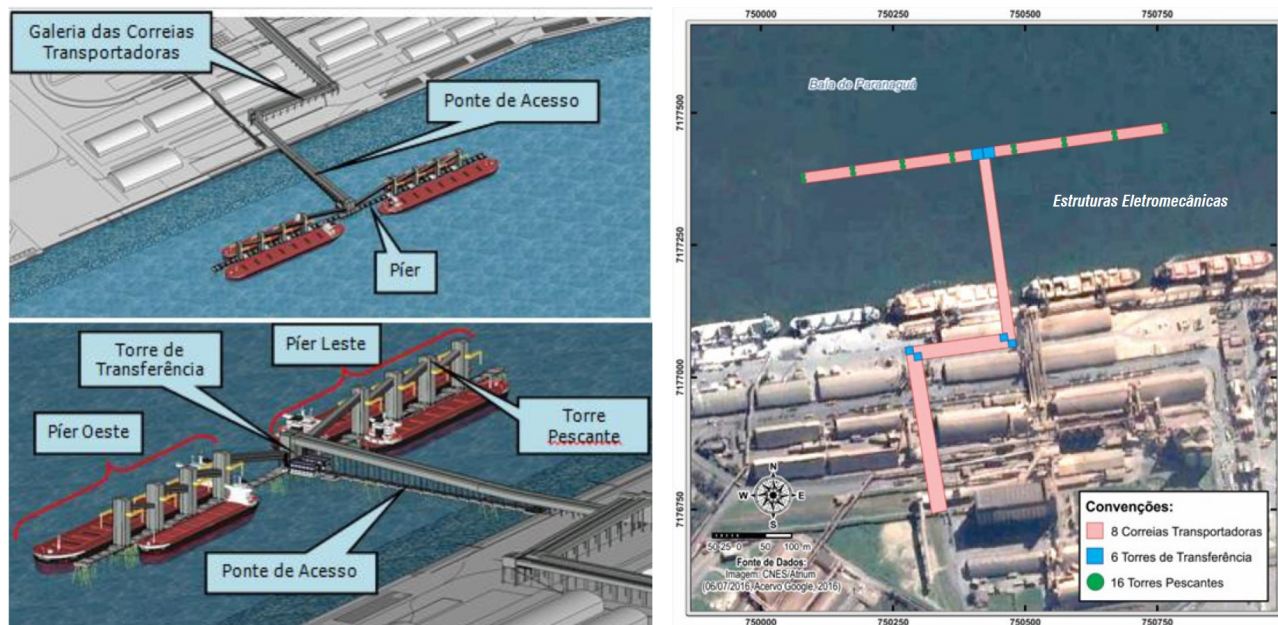 Galeria das Correias
Transportadoras
Ponte de Acesso
Píer
Torre de
Transferência
Píer Leste
Píer Oeste
Torre
Pescante
Ponte de Acesso
750000
750250
750500
750750
7177500
7177250
7177000
7176750
Baía de Paranaguá
Estruturas Eletromecânicas
N
W
E
S
50 25 0 50 100 m
Fonte de Dados:
Imagem: CNES/Atrium
(06/07/2016, Acervo Google, 2016)
Convenções:
8 Correias Transportadoras
6 Torres de Transferência
16 Torres Pescantes
750000
750250
750500
750750